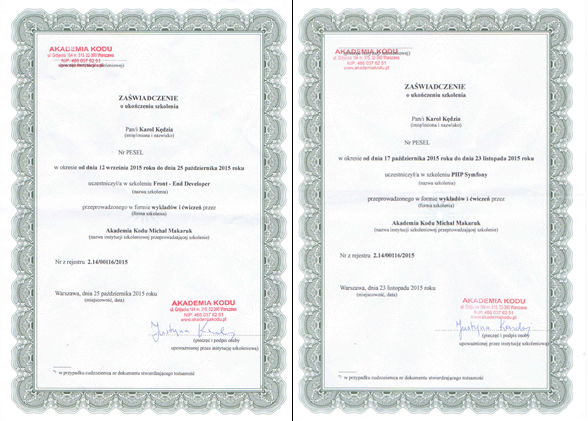 AKADEMIA KODU
ul. Grójecka 194 m. 315, 02-390 Warszawa
NIP: 466 037 62 51
ZAŚWIADCZENIE
o ukończeniu szkolenia
Pan/i Karol Kędzia
(imię/imiona i nazwisko)
Nr PESEL
w okresie od dnia 12 września 2015 roku do dnia 25 października 2015 roku
uczestniczył/a w szkoleniu Front - End Developer
(nazwa szkolenia)
przeprowadzonego w formie wykładów i ćwiczeń przez
(forma szkolenia)
Akademia Kodu Michał Makaruk
(nazwa instytucji szkoleniowej przeprowadzającej szkolenie)
Nr z rejestru 2.14/00116/2015
Warszawa, dnia 25 października 2015 roku
(miejscowość, data)
AKADEMIA KODU
ul. Grójecka 194 m. 315, 02-390 Warszawa
NIP: 466 037 62 51
www.akademiakodu.pl
(pieczęć i podpis osoby
upoważnionej przez instytucję szkoleniową)
*/ w przypadku cudzoziemca nr dokumentu stwierdzającego tożsamość
AKADEMIA KODU
ul. Grójecka 194 m. 315, 02-390 Warszawa
NIP: 466 037 62 51
www.akademiakodu.pl
ZAŚWIADCZENIE
o ukończeniu szkolenia
Pan/i Karol Kędzia
(imię/imiona i nazwisko)
Nr PESEL
w okresie od dnia 17 października 2015 roku do dnia 23 listopada 2015 roku
uczestniczył/a w szkoleniu PHP Symfony
(nazwa szkolenia)
przeprowadzonego w formie wykładów i ćwiczeń przez
(forma szkolenia)
Akademia Kodu Michał Makaruk
(nazwa instytucji szkoleniowej przeprowadzającej szkolenie)
Nr z rejestru 2.14/00116/2015
Warszawa, dnia 23 listopada 2015 roku
(miejscowość, data)
AKADEMIA KODU
ul. Grójecka 194 m. 315, 02-390 Warszawa
NIP: 466 037 62 51
www.akademiakodu.pl
(pieczęć i podpis osoby
upoważnionej przez instytucję szkoleniową)
*/ w przypadku cudzoziemca nr dokumentu stwierdzającego tożsamość